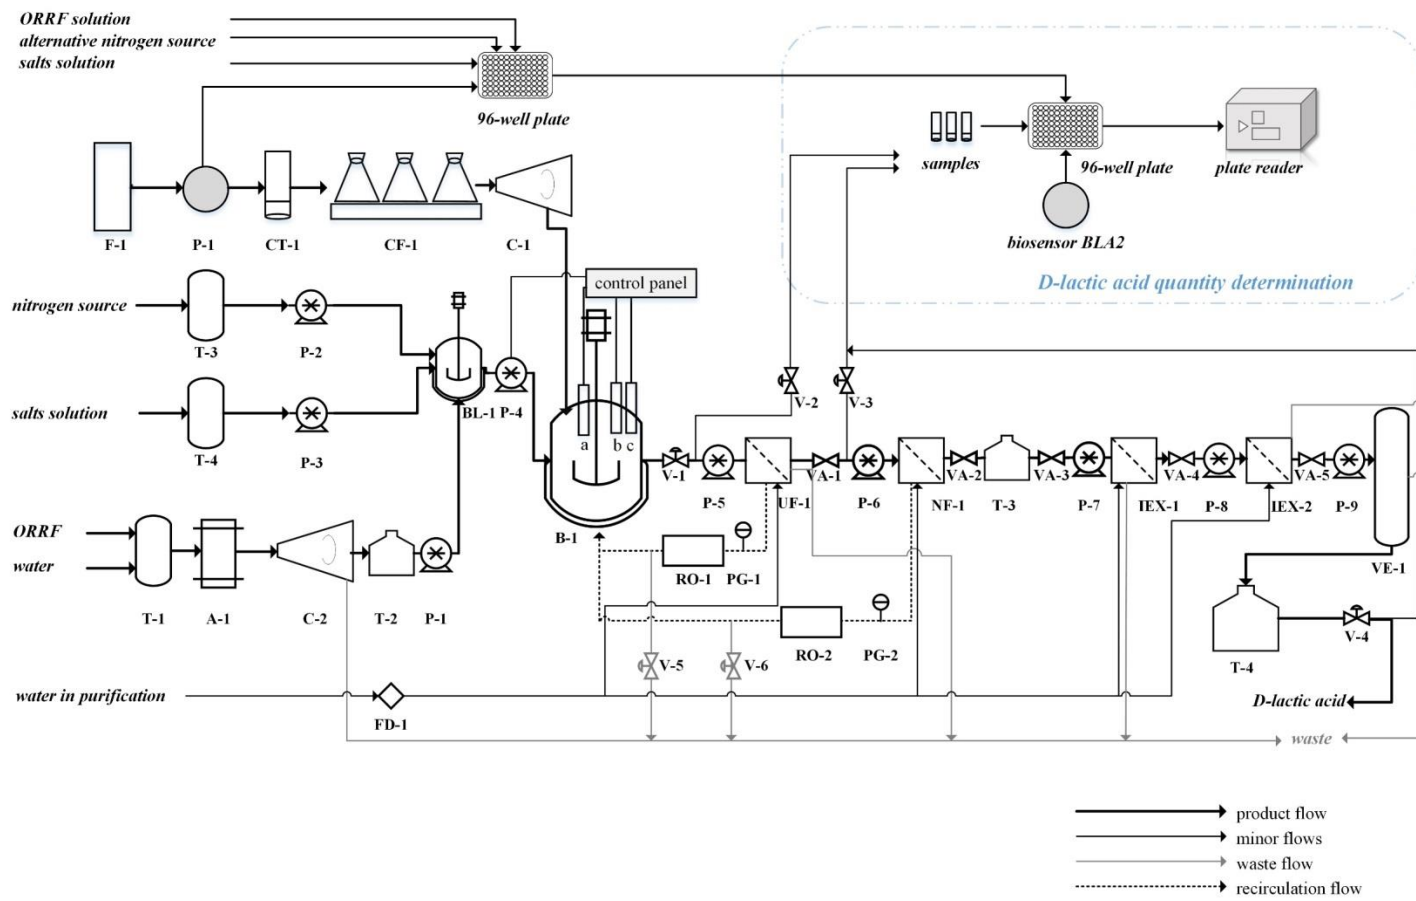 ORRF solution
alternative nitrogen source
salts solution
96-well plate
samples
96-well plate
plate reader
biosensor BLA2
D-lactic acid quantity determination
F-1
P-1
CT-1
CF-1
C-1
control panel
nitrogen source
T-3
P-2
salts solution
T-4
P-3
BL-1
P-4
a
b
c
B-1
V-1
V-2
V-3
P-5
UF-1
VA-1
P-6
NF-1
VA-2
T-3
VA-3
P-7
IEX-1
VA-4
P-8
IEX-2
VA-5
P-9
VE-1
ORRF
water
T-1
A-1
C-2
T-2
P-1
RO-1
PG-1
RO-2
PG-2
V-5
V-6
T-4
V-4
D-lactic acid
water in purification
FD-1
waste
product flow
minor flows
waste flow
recirculation flow